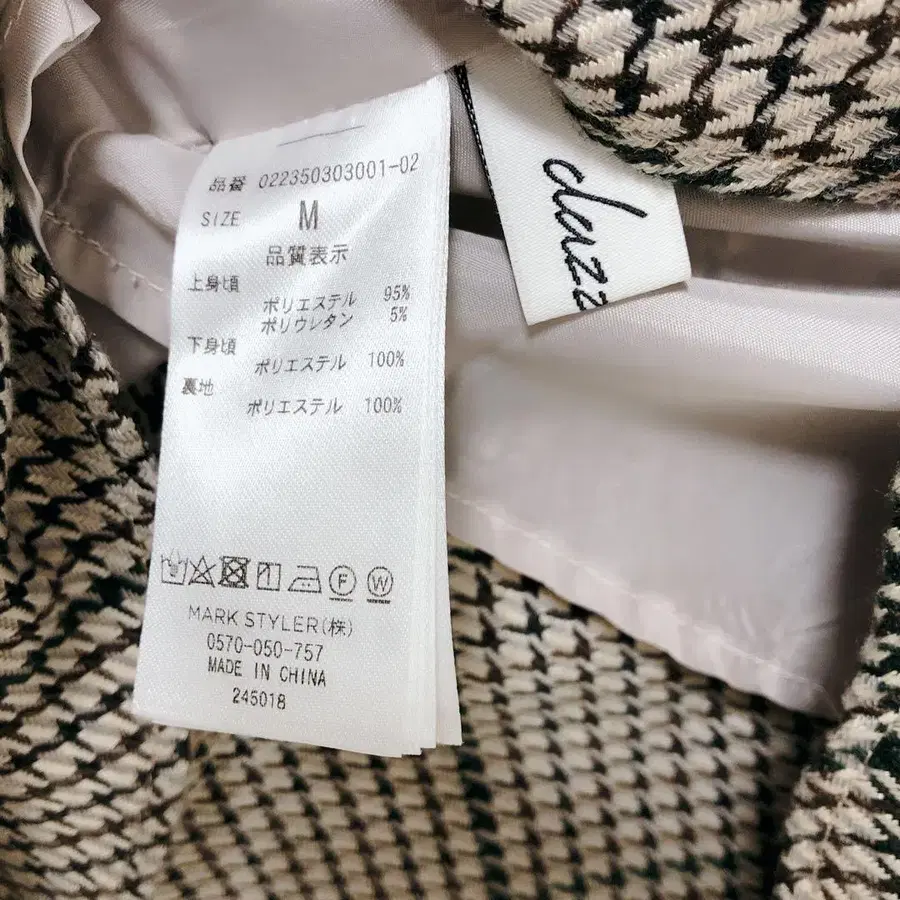 品番 022350303001-02
SIZE M
品質表示
上身頃
ポリエステル 95%
ポリウレタン 5%
下身頃
ポリエステル 100%
裏地
ポリエステル 100%
F W
MARK STYLER(株)
0570-050-757
MADE IN CHINA
245018
dazz